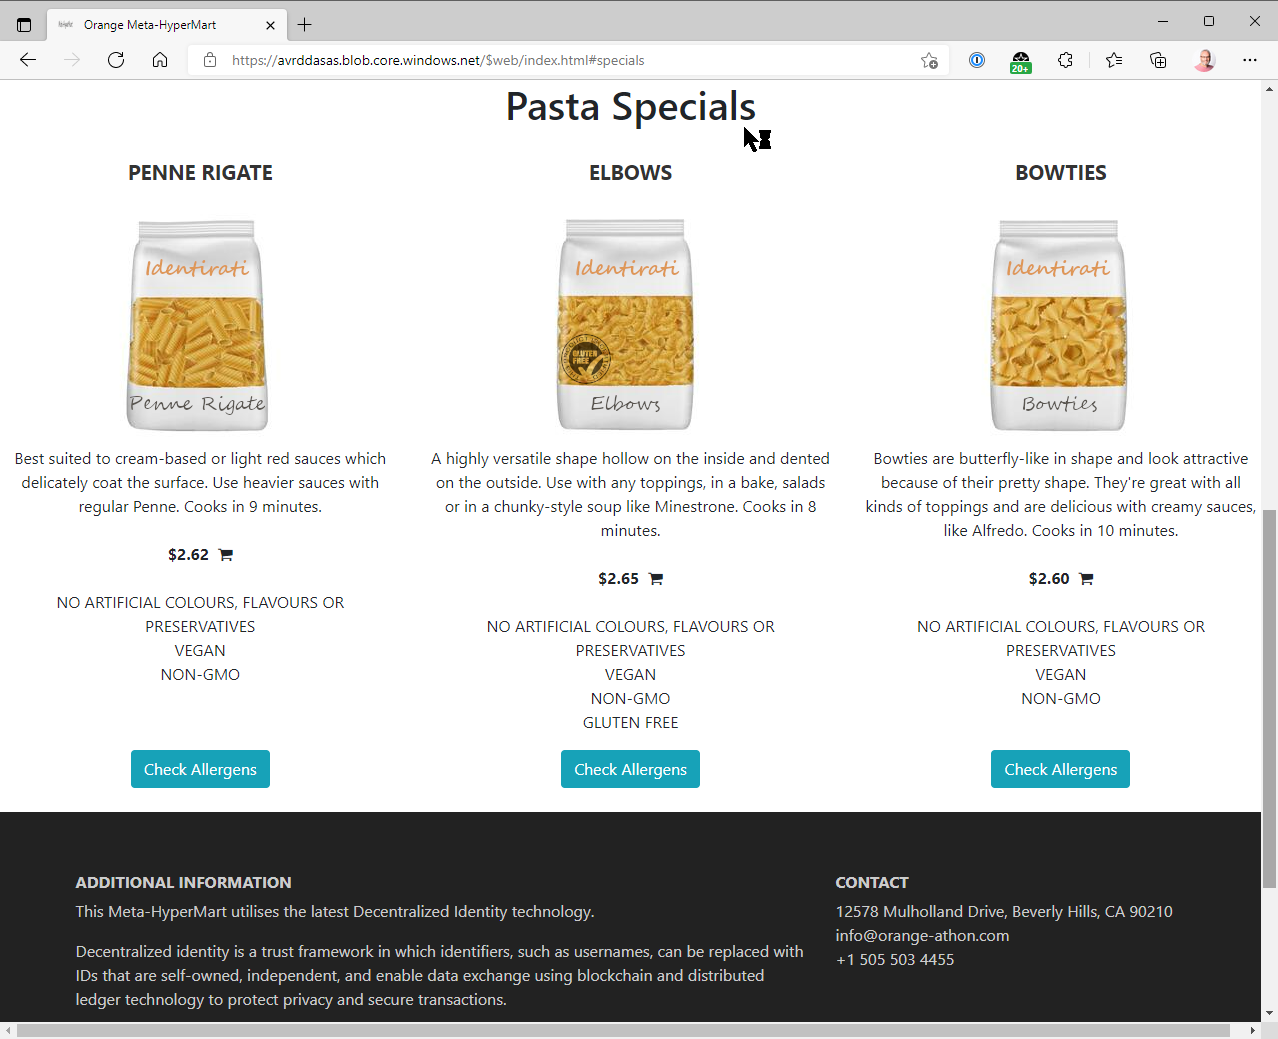 Orange Meta-HyperMart
https://avrddasas.blob.core.windows.net/$web/index.html#specials
20+
Pasta Specials
PENNE RIGATE
Identirati
Penne Rigate
Best suited to cream-based or light red sauces which
delicately coat the surface. Use heavier sauces with
regular Penne. Cooks in 9 minutes.
$2.62
NO ARTIFICIAL COLOURS, FLAVOURS OR
PRESERVATIVES
VEGAN
NON-GMO
Check Allergens
ELBOWS
Identirati
GLUTEN
FREE
Elbows
A highly versatile shape hollow on the inside and dented
on the outside. Use with any toppings, in a bake, salads
or in a chunky-style soup like Minestrone. Cooks in 8
minutes.
$2.65
NO ARTIFICIAL COLOURS, FLAVOURS OR
PRESERVATIVES
VEGAN
NON-GMO
GLUTEN FREE
Check Allergens
BOWTIES
Identirati
Bowties
Bowties are butterfly-like in shape and look attractive
because of their pretty shape. They're great with all
kinds of toppings and are delicious with creamy sauces,
like Alfredo. Cooks in 10 minutes.
$2.60
NO ARTIFICIAL COLOURS, FLAVOURS OR
PRESERVATIVES
VEGAN
NON-GMO
Check Allergens
ADDITIONAL INFORMATION
This Meta-HyperMart utilises the latest Decentralized Identity technology.
Decentralized identity is a trust framework in which identifiers, such as usernames, can be replaced with
IDs that are self-owned, independent, and enable data exchange using blockchain and distributed
ledger technology to protect privacy and secure transactions.
CONTACT
12578 Mulholland Drive, Beverly Hills, CA 90210
info@orange-athon.com
+1 505 503 4455